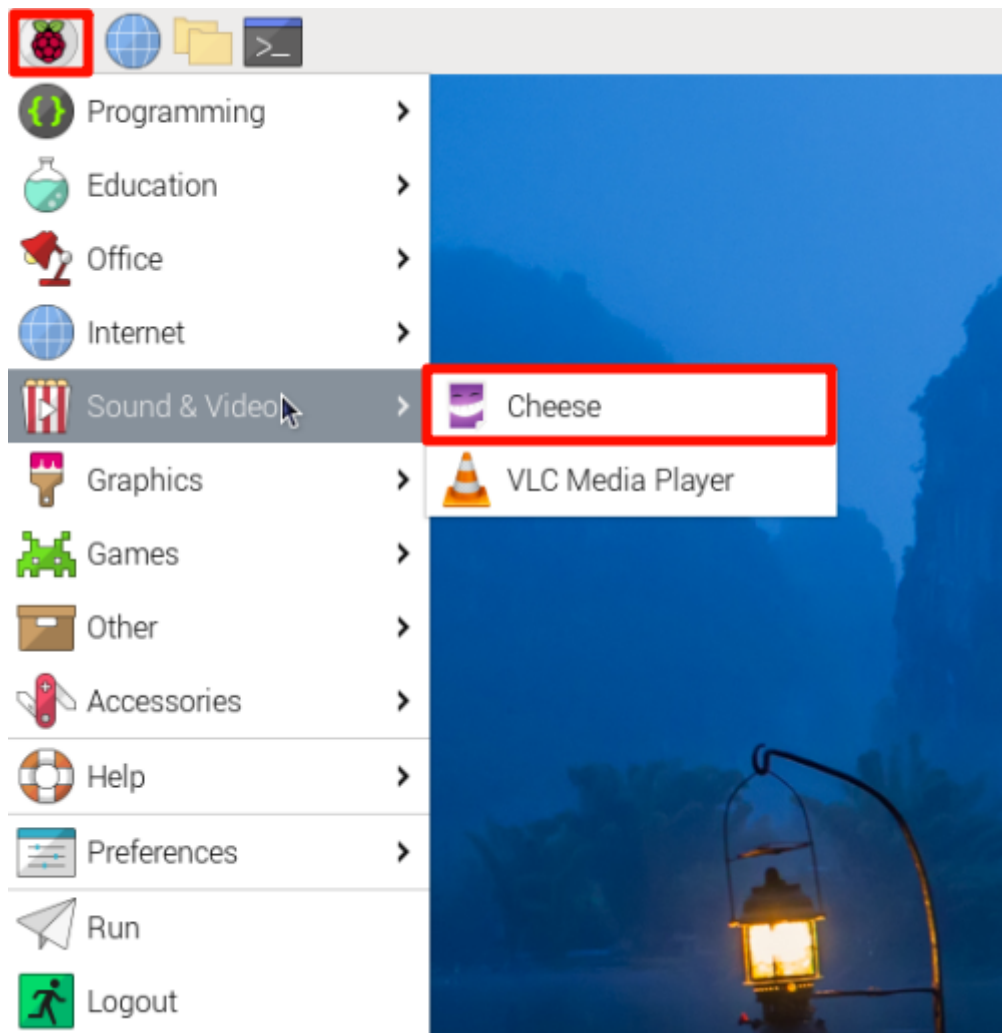 >_
Programming
Education
Office
Internet
Sound & Video
Cheese
VLC Media Player
Graphics
Games
Other
Accessories
Help
Preferences
Run
Logout